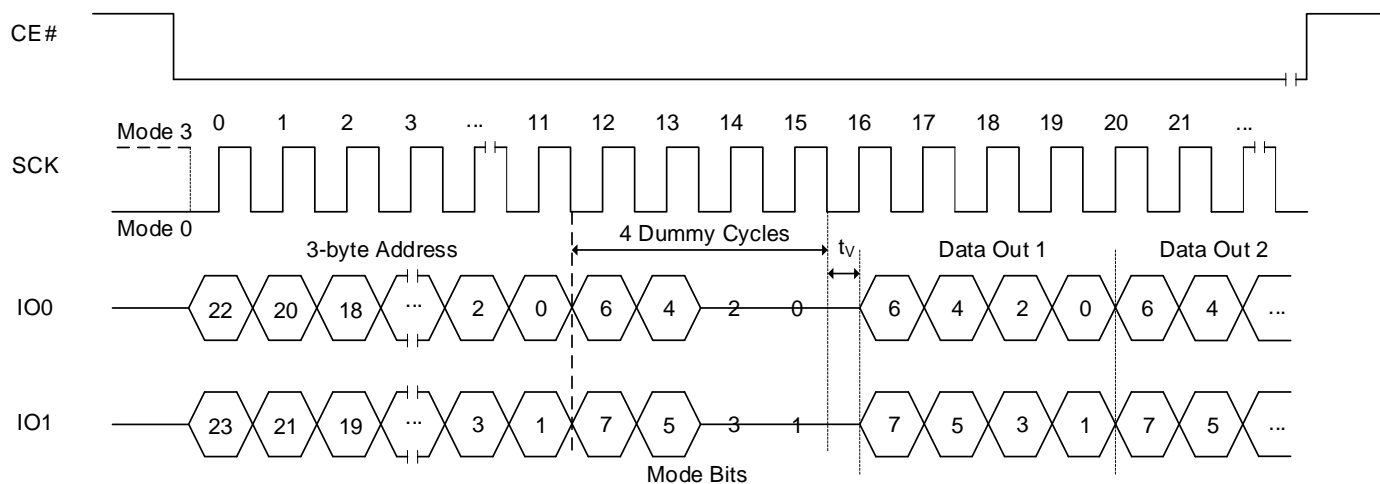 CE#
Mode 3 0 1 2 3 ... 11 12 13 14 15 16 17 18 19 20 21 ...
SCK
Mode 0
3-byte Address 4 Dummy Cycles tV Data Out 1 Data Out 2
IO0 22 20 18 ... 2 0 6 4 2 0 6 4 2 0 6 4 ...
IO1 23 21 19 ... 3 1 7 5 3 1 7 5 3 1 7 5 ...
Mode Bits